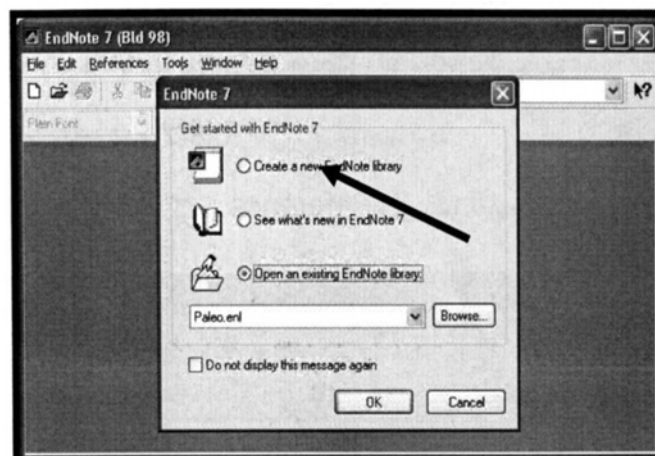 EndNote 7 (Bld 98)
File Edit References Tools Window Help
EndNote 7
Plain Font
Get started with EndNote 7
Create a new EndNote library
See what's new in EndNote 7
Open an existing EndNote library:
Paleo.enl
Browse...
Do not display this message again
OK Cancel